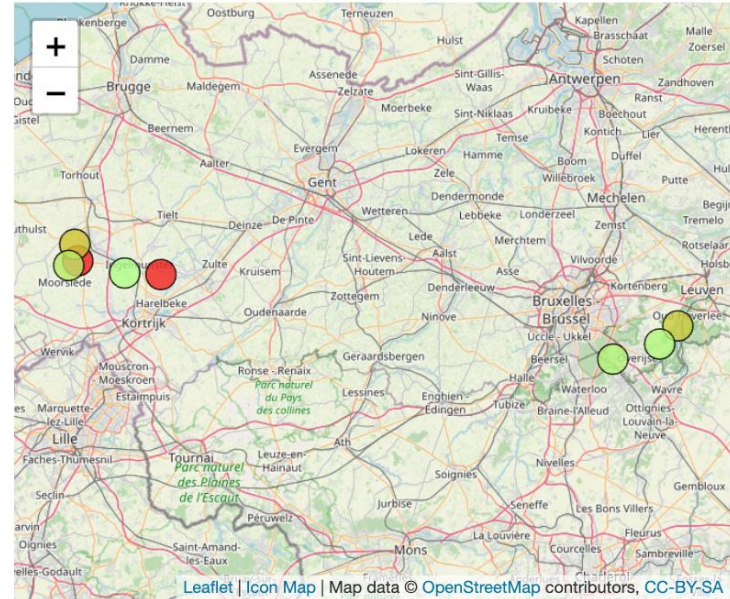 Oostburg
Terneuzen
Kapellen
Brasschaat
Malle
Damme
Hulst
Schoten
Zoersel
Assenede
Sint-Gillis-
Waas
Antwerpen
Zandhoven
+
−
Brugge
Maldegem
Zelzate
Ranst
Moerbeke
Sint-Niklaas
Kruibeke
Boechout
Beernem
Kontich
Lier
Temse
Evergem
Lokeren
Hamme
Boom
Duffel
Aalter
Zele
Willebroek
Putte
Torhout
Gent
Dendermonde
Mechelen
Wetteren
Lebbeke
Londerzeel
Tremelo
Tielt
Deinze
De Pinte
Zemst
Lede
Merchtem
Aalst
Zulte
Kruisem
Sint-Lievens-
Houtem
Asse
Vilvoorde
Moorslede
Denderleeuw
Kortenberg
Leuven
Zottegem
Harelbeke
Bruxelles -
Brussel
Oudenaarde
Ninove
Kortrijk
Uccle - Ukkel
Wervik
Geraardsbergen
Beersel
Mouscron
- Moeskroen
Ronse - Renaix
Halle
Parc naturel
du Pays
des collines
Lessines
Enghien -
Edingen
Waterloo
Wavre
Estaimpuis
Tubize
Braine-l'Alleud
Ottignies-
Louvain-la-
Neuve
Marquette-
lez-Lille
Lille
Ath
Faches-Thumesnil
Tournai
Leuze-en-
Hainaut
Nivelles
Parc naturel
des Plaines
de l'Escaut
Soignies
Gembloux
Seclin
Jurbise
Seneffe
Les Bons Villers
Péruwelz
La Louvière
Fleurus
Oignies
Saint-Amand-
les-Eaux
Mons
Courcelles
Sambreville
Leaflet | Icon Map | Map data © OpenStreetMap contributors, CC-BY-SA